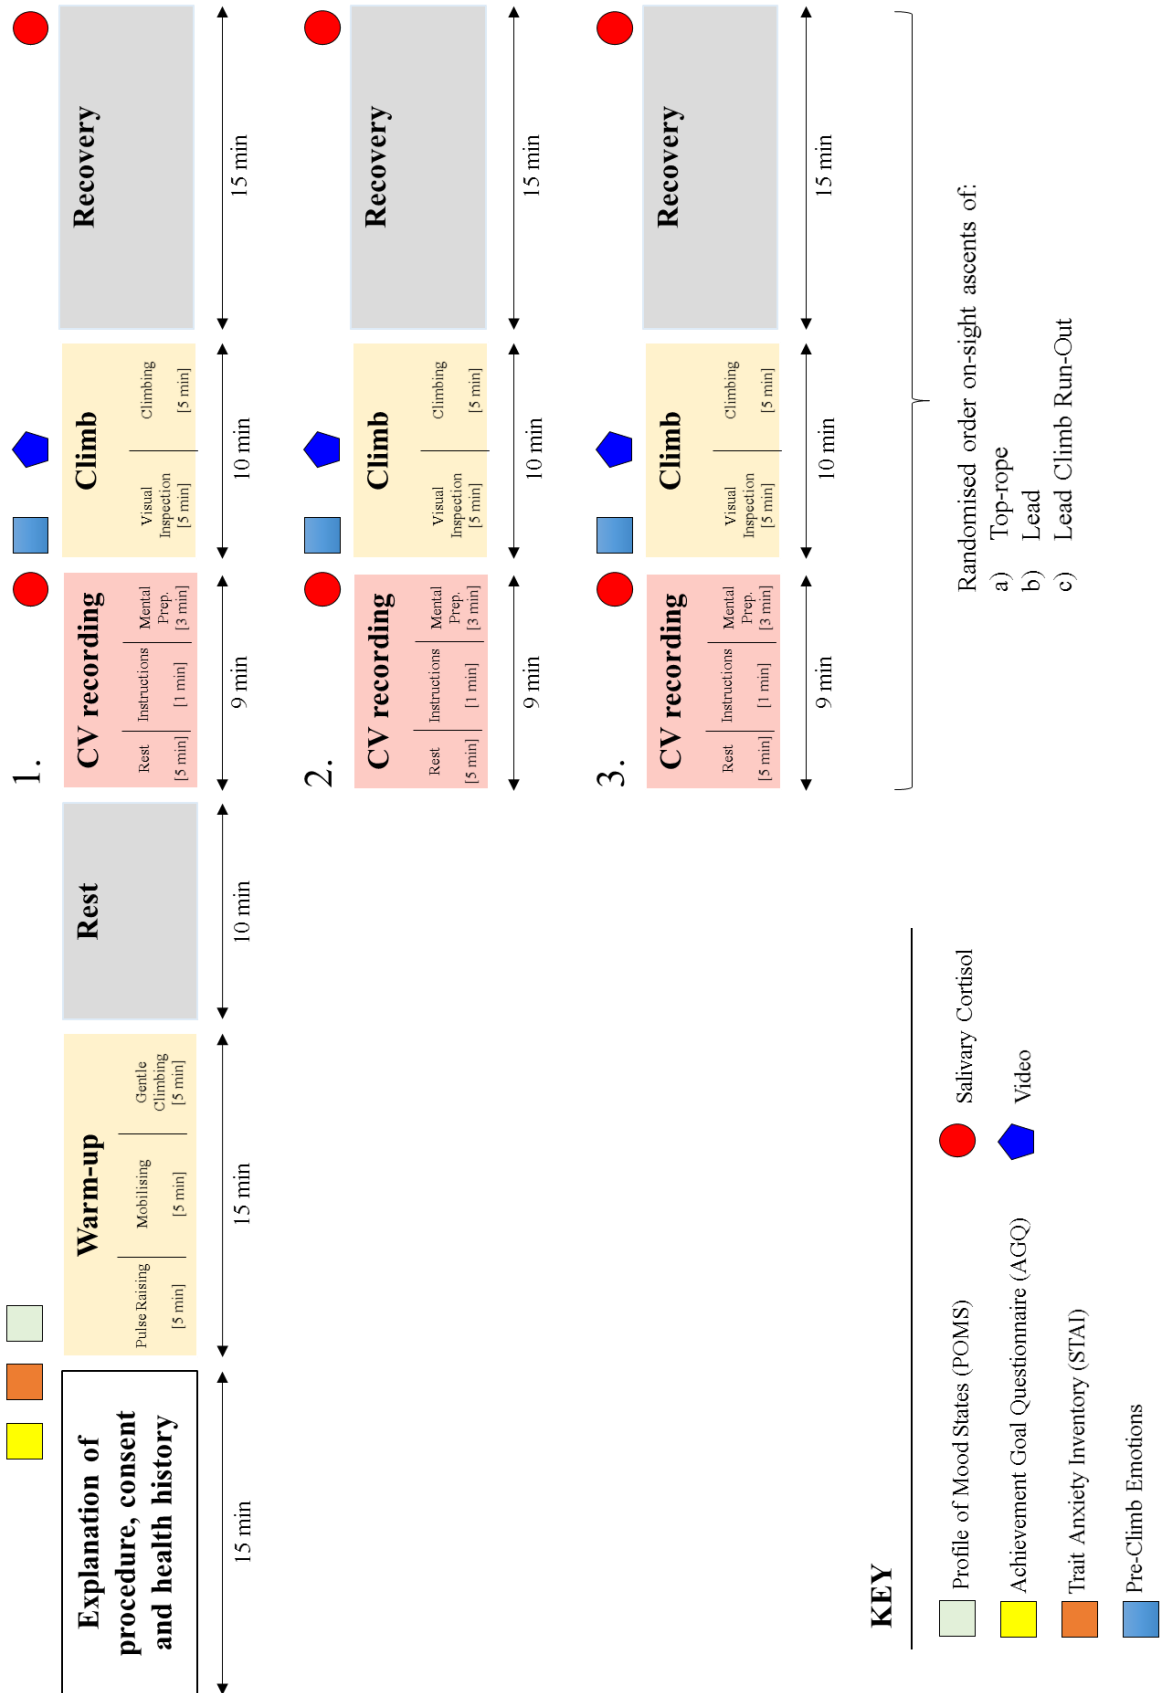 Explanation of
procedure, consent
and health history
15 min
Warm-up
Pulse Raising
[5 min]
Mobilising
[5 min]
Gentle
Climbing
[5 min]
15 min
Rest
10 min
1.
CV recording
Rest
[5 min]
Instructions
[1 min]
Mental
Prep.
[3 min]
9 min
Climb
Visual
Inspection
[5 min]
Climbing
[5 min]
10 min
Recovery
15 min
2.
CV recording
Rest
[5 min]
Instructions
[1 min]
Mental
Prep.
[3 min]
9 min
Climb
Visual
Inspection
[5 min]
Climbing
[5 min]
10 min
Recovery
15 min
3.
CV recording
Rest
[5 min]
Instructions
[1 min]
Mental
Prep.
[3 min]
9 min
Climb
Visual
Inspection
[5 min]
Climbing
[5 min]
10 min
Recovery
15 min
Randomised order on-sight ascents of:
a) Top-rope
b) Lead
c) Lead Climb Run-Out
KEY
Profile of Mood States (POMS)
Achievement Goal Questionnaire (AGQ)
Trait Anxiety Inventory (STAI)
Pre-Climb Emotions
Salivary Cortisol
Video